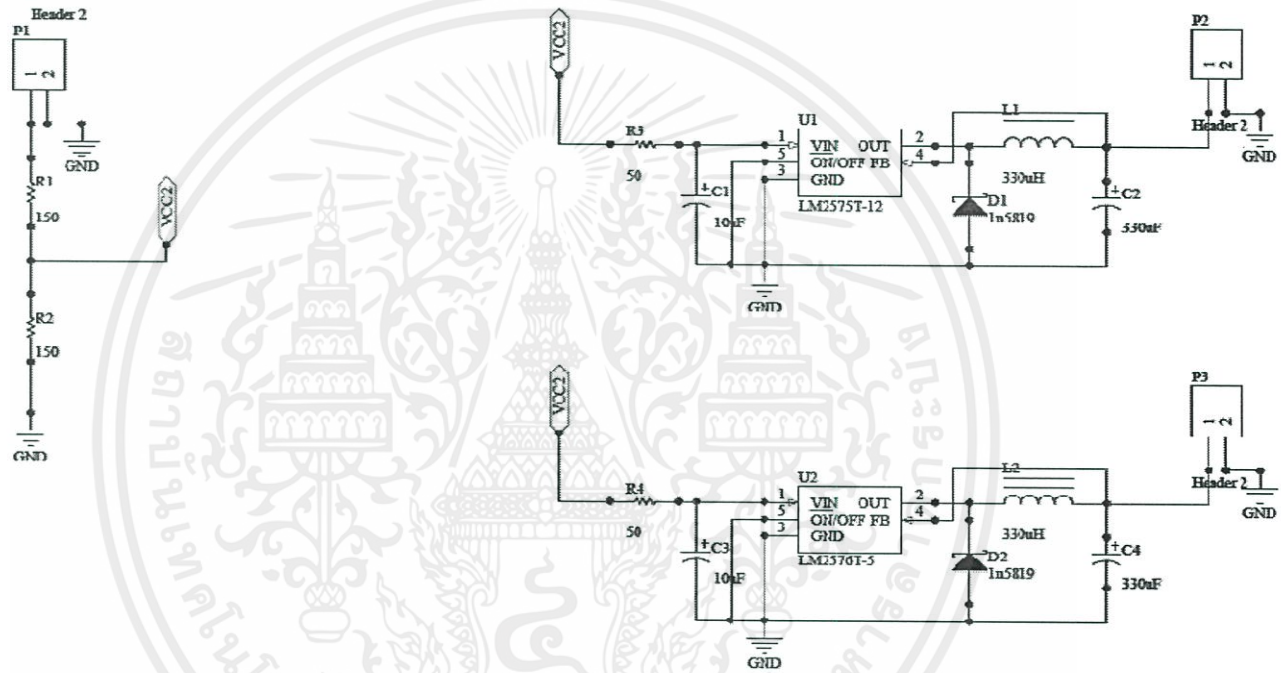 Header 2
P1
1 2
GND
R1
150
VCC2
R2
150
GND
VCC2
R3
50
C1
10uF
U1
1 VIN OUT 2
5 ON/OFF FB 4
3 GND
LM2575T-12
GND
D1
1n5819
L1
330uH
C2
330uF
P2
1 2
Header 2
GND
VCC2
R4
50
C3
10uF
U2
1 VIN OUT 2
5 ON/OFF FB 4
3 GND
LM2576T-5
GND
D2
1n5819
L2
330uH
C4
330uF
P3
1 2
Header 2
GND